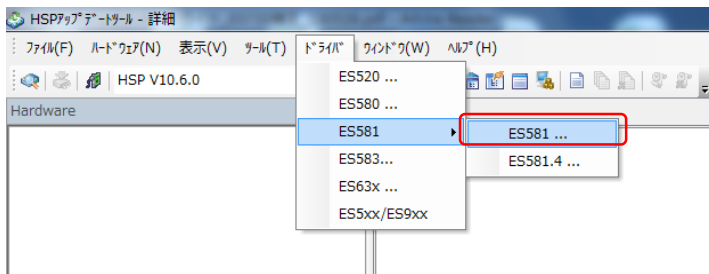 HSPｱｯﾌﾟﾃﾞｰﾄﾂｰﾙ - 詳細
ﾌｧｲﾙ(F) ﾊｰﾄﾞｳｪｱ(N) 表示(V) ﾂｰﾙ(T) ﾄﾞﾗｲﾊﾞ ｳｨﾝﾄﾞｳ(W) ﾍﾙﾌﾟ(H)
HSP V10.6.0
Hardware
ES520 ...
ES580 ...
ES581
ES583...
ES63x ...
ES5xx/ES9xx
ES581 ...
ES581.4 ...